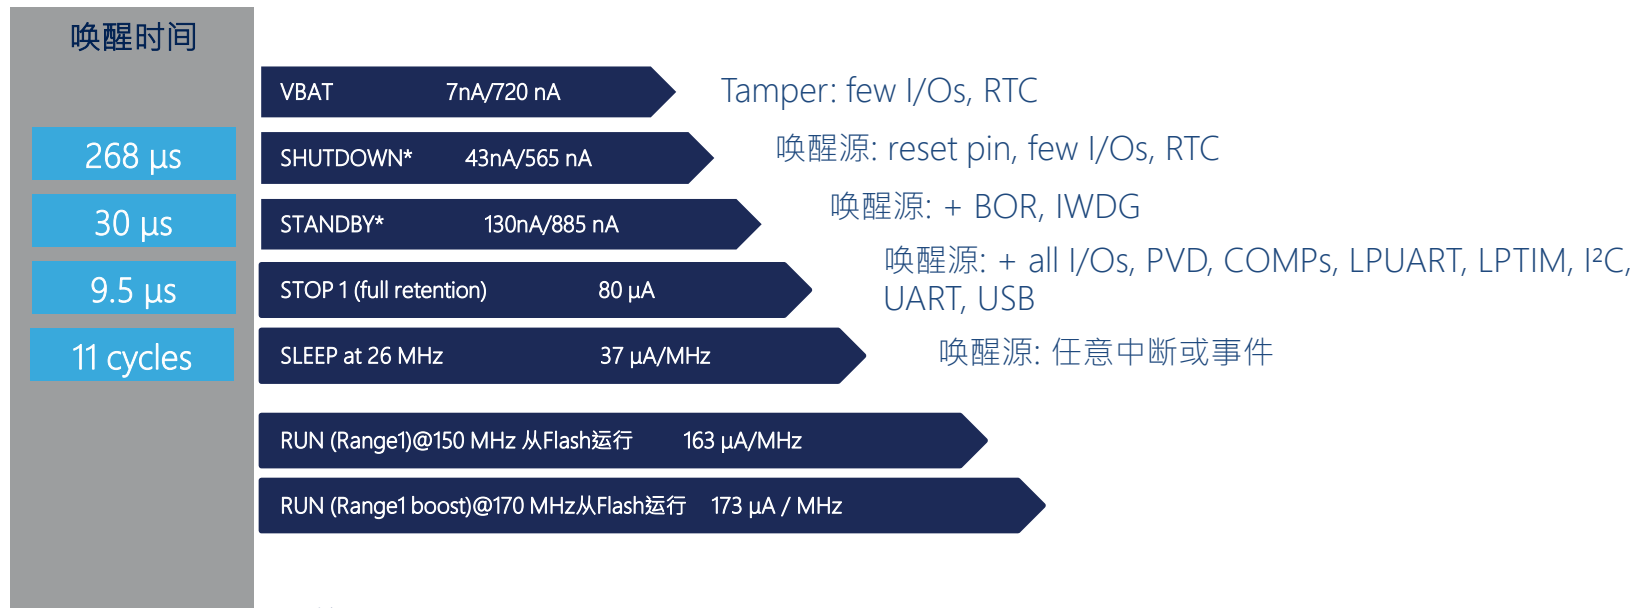 唤醒时间
VBAT 7nA/720 nA
Tamper: few I/Os, RTC
268 µs
SHUTDOWN* 43nA/565 nA
唤醒源: reset pin, few I/Os, RTC
30 µs
STANDBY* 130nA/885 nA
唤醒源: + BOR, IWDG
9.5 µs
STOP 1 (full retention) 80 µA
唤醒源: + all I/Os, PVD, COMPs, LPUART, LPTIM, I²C,
UART, USB
11 cycles
SLEEP at 26 MHz 37 µA/MHz
唤醒源: 任意中断或事件
RUN (Range1)@150 MHz 从Flash运行 163 µA/MHz
RUN (Range1 boost)@170 MHz从Flash运行 173 µA / MHz